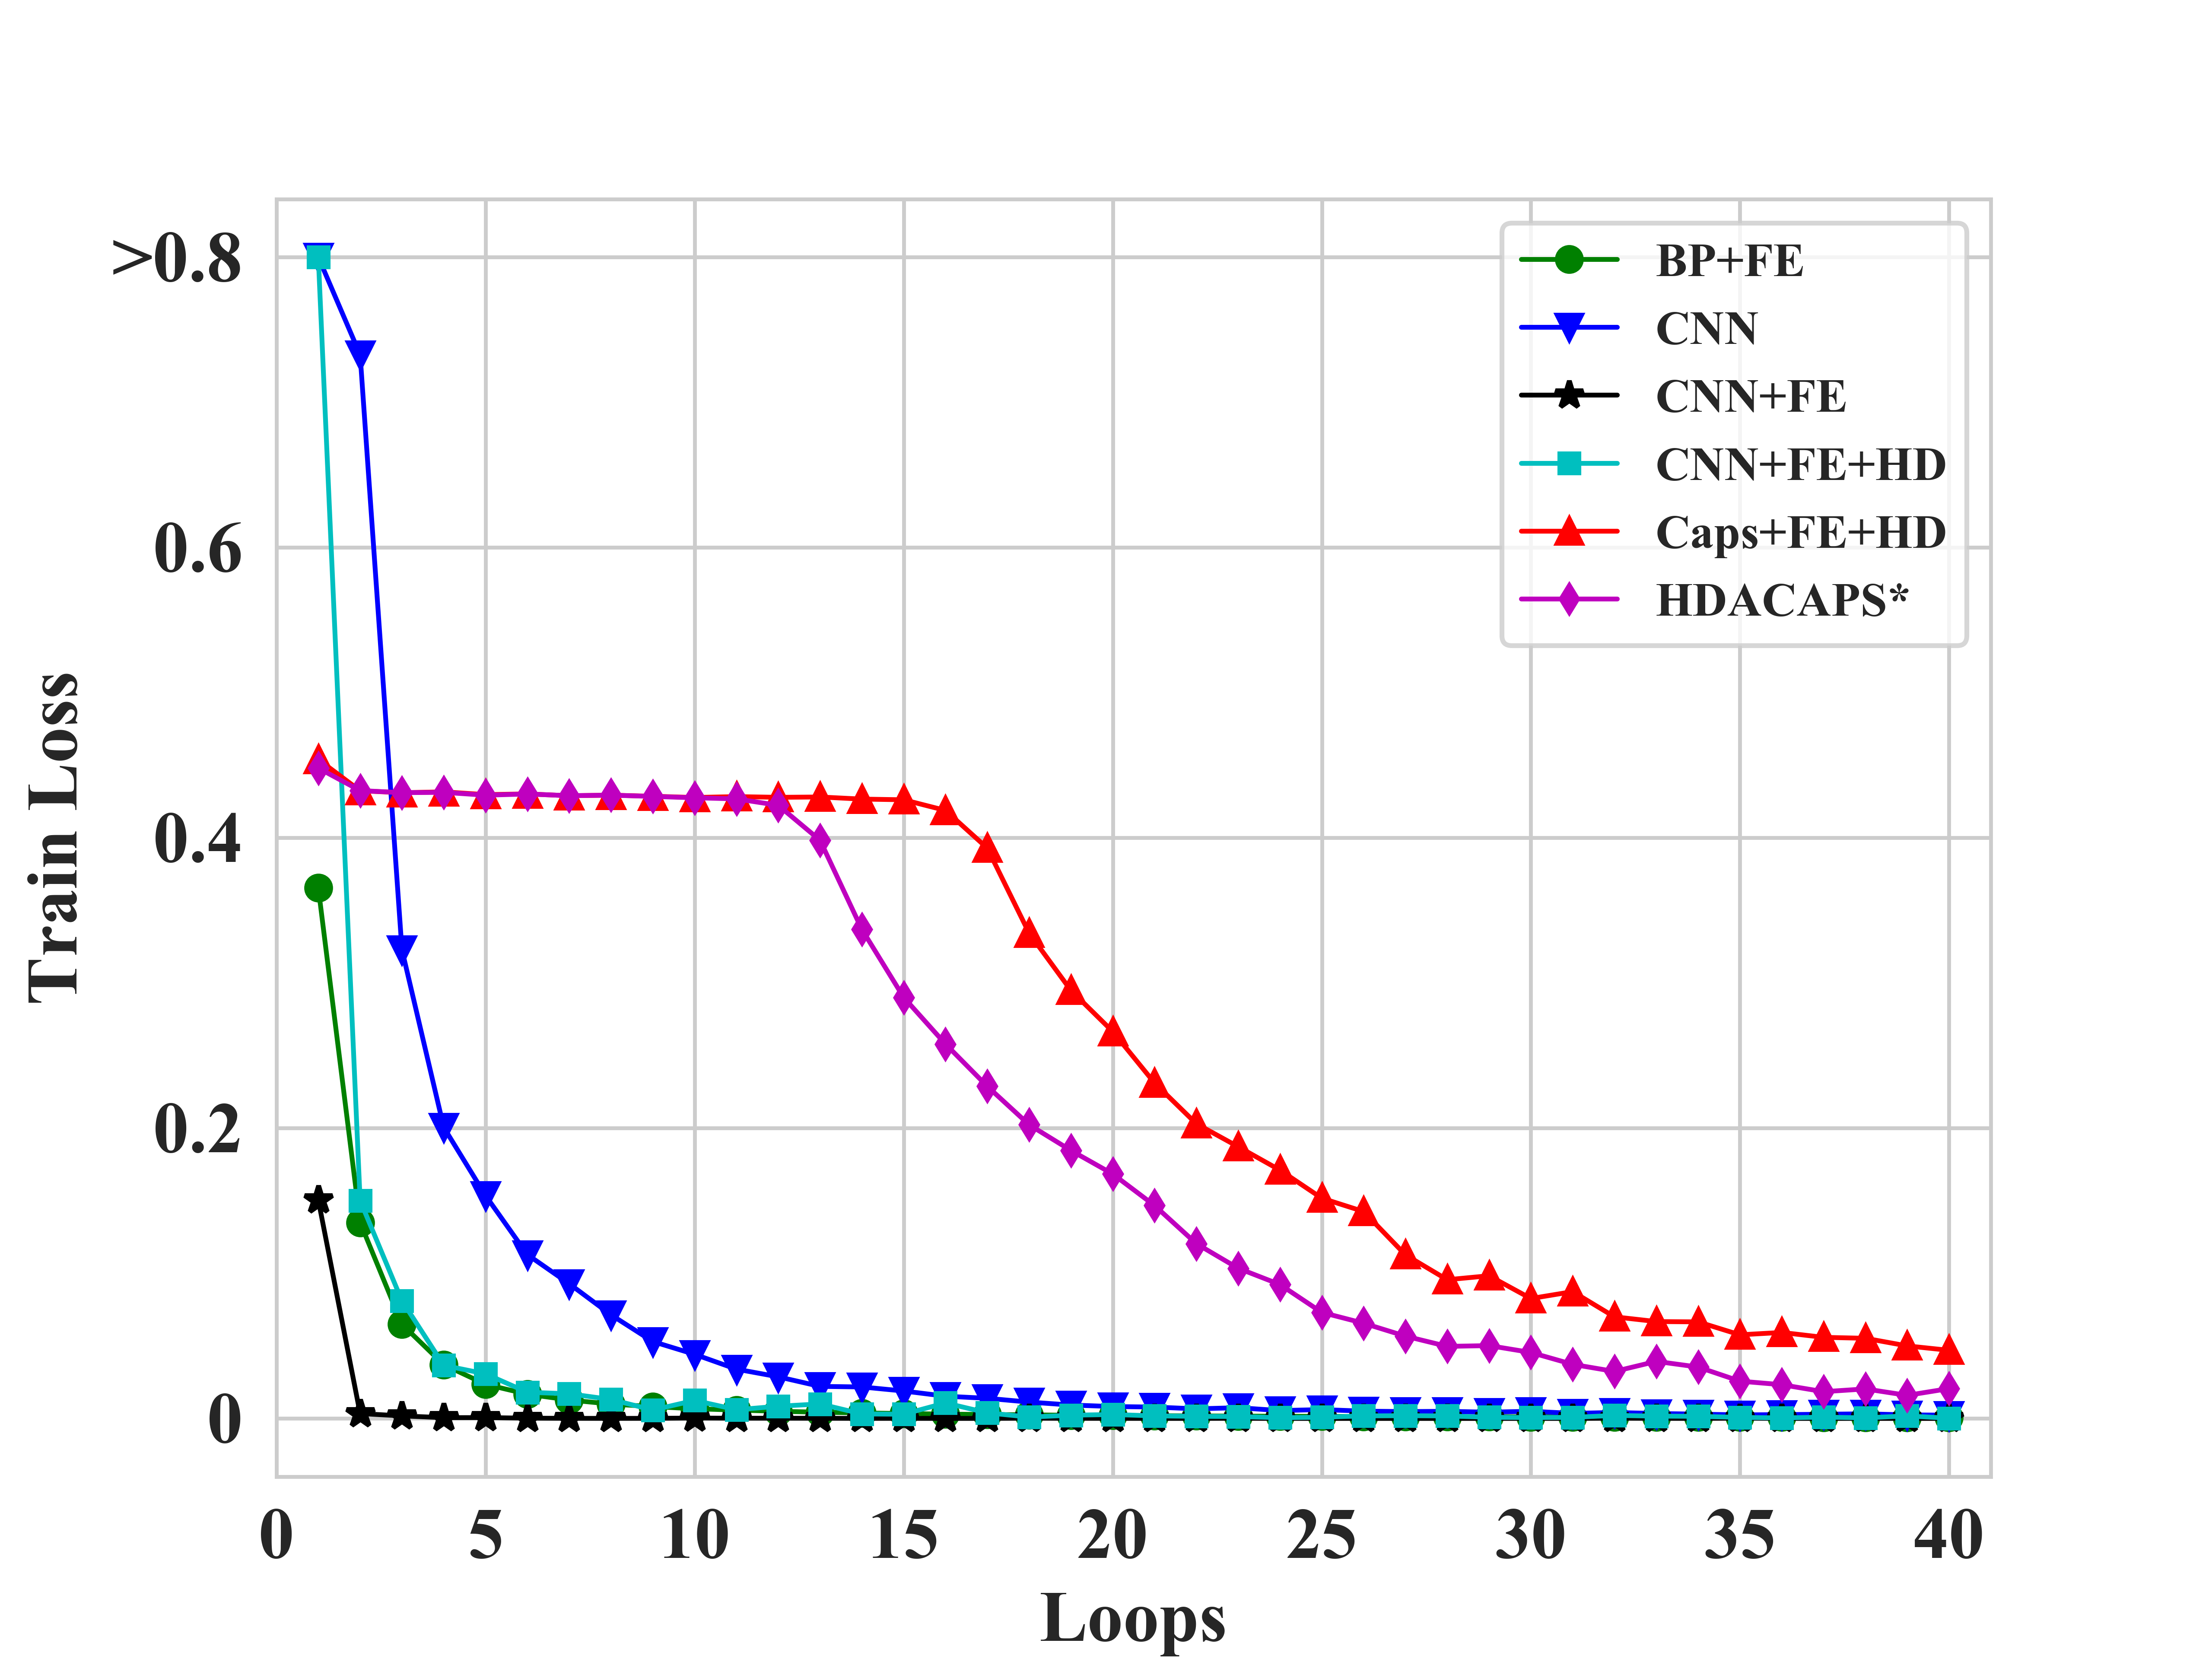 >0.8
0.6
0.4
0.2
0
Train Loss
BP+FE
CNN
CNN+FE
CNN+FE+HD
Caps+FE+HD
HDACAPS*
0 5 10 15 20 25 30 35 40
Loops